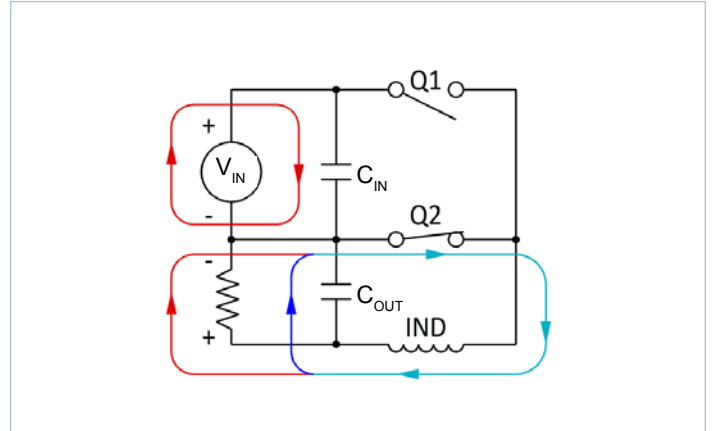 Q1
+
V_IN
C_IN
-
Q2
-
C_OUT
IND
+